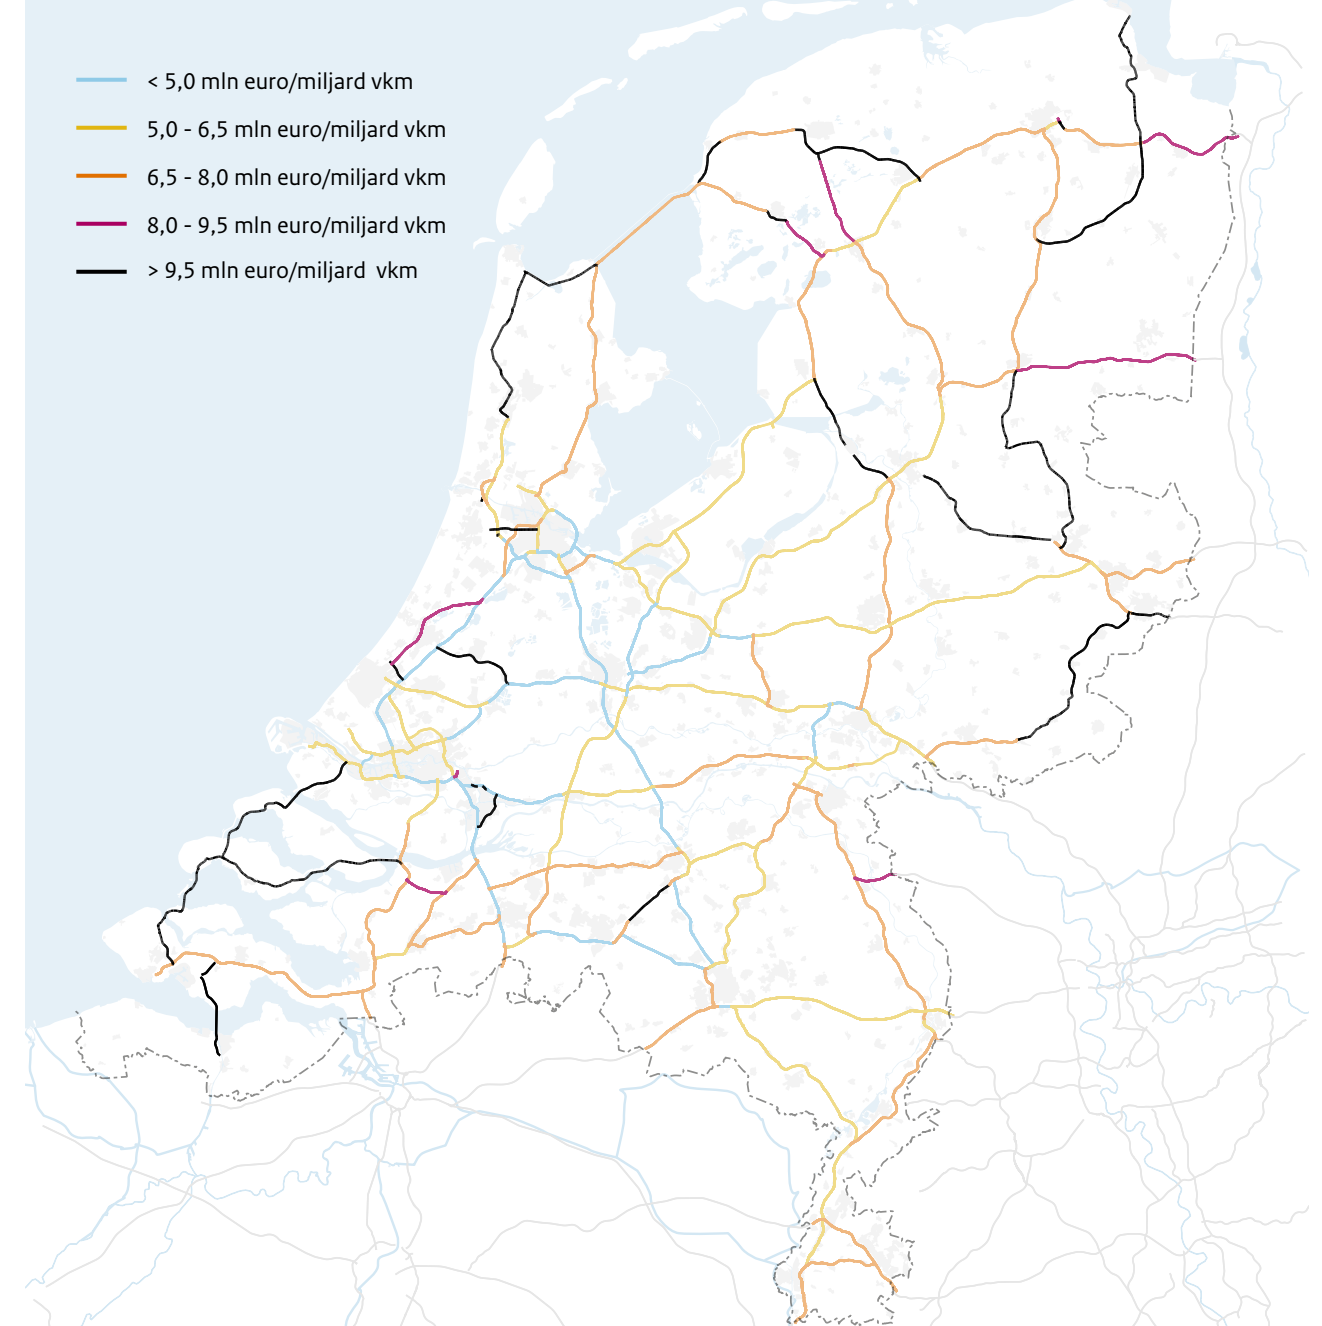 < 5,0 mln euro/miljard vkm
5,0 - 6,5 mln euro/miljard vkm
6,5 - 8,0 mln euro/miljard vkm
8,0 - 9,5 mln euro/miljard vkm
> 9,5 mln euro/miljard  vkm